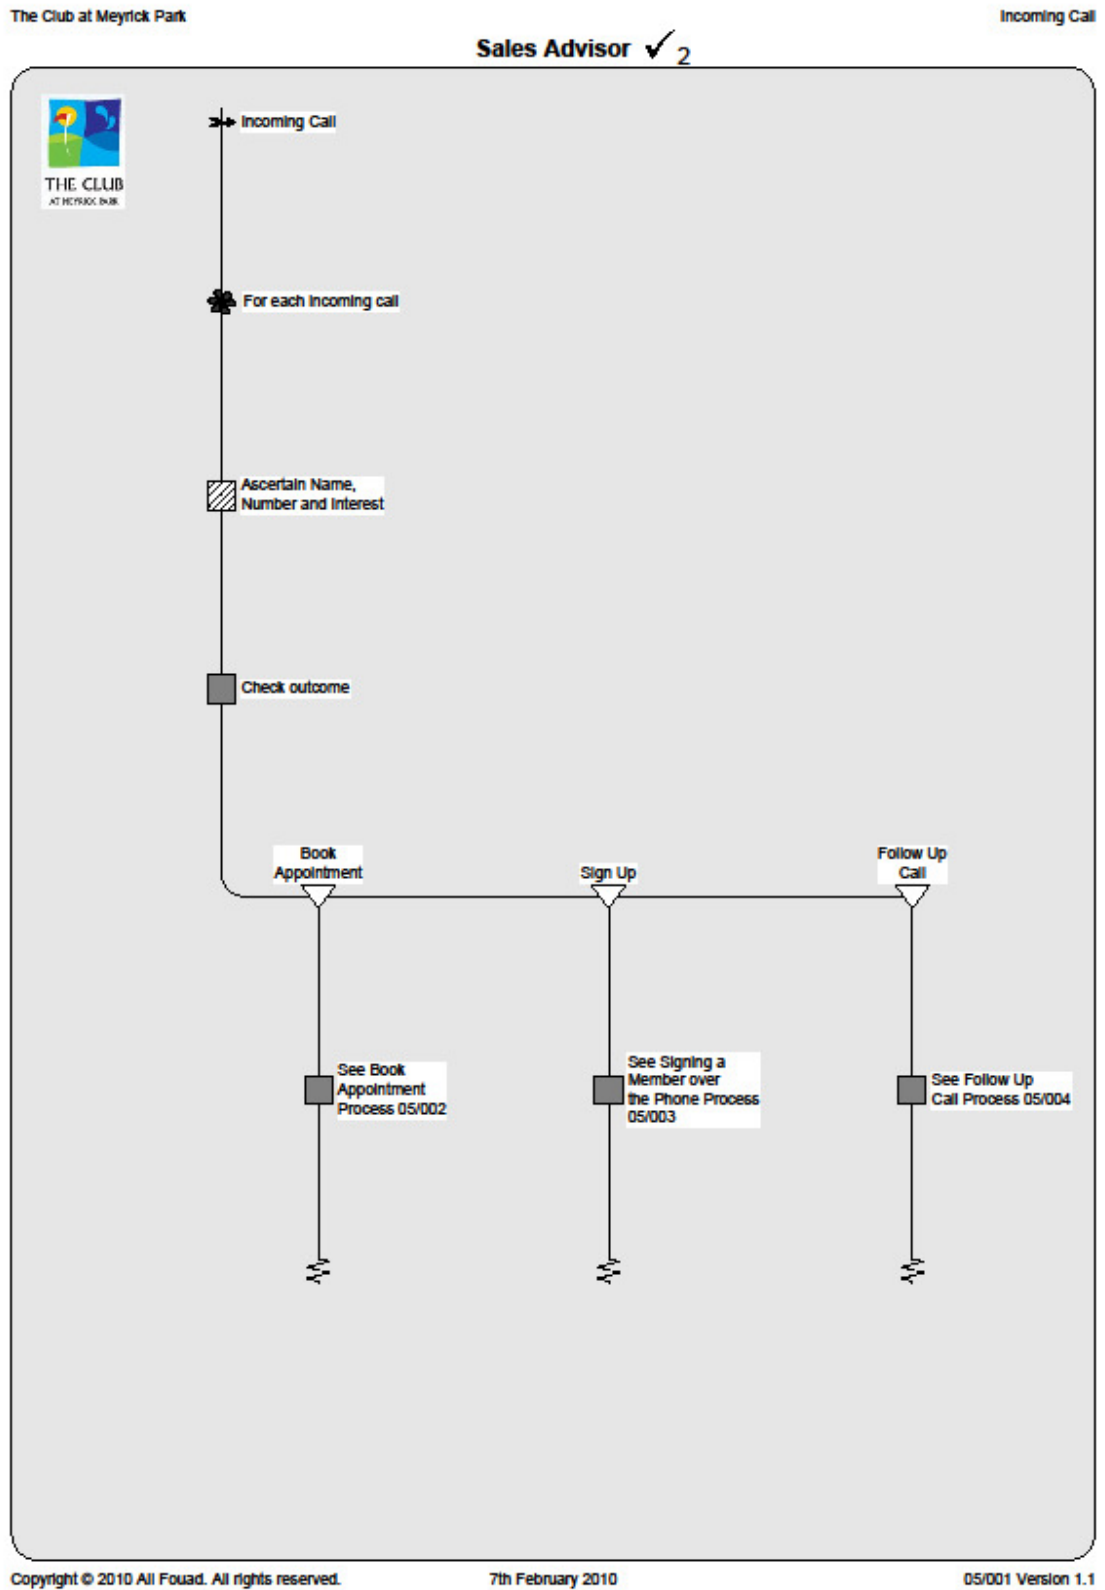 The Club at Meyrick Park
Incoming Call
Sales Advisor ✓ 2
THE CLUB
AT MEYRICK PARK
Incoming Call
For each incoming call
Ascertain Name,
Number and Interest
Check outcome
Book
Appointment
Sign Up
Follow Up
Call
See Book
Appointment
Process 05/002
See Signing a
Member over
the Phone Process
05/003
See Follow Up
Call Process 05/004
Copyright © 2010 Ali Fouad. All rights reserved.
7th February 2010
05/001 Version 1.1